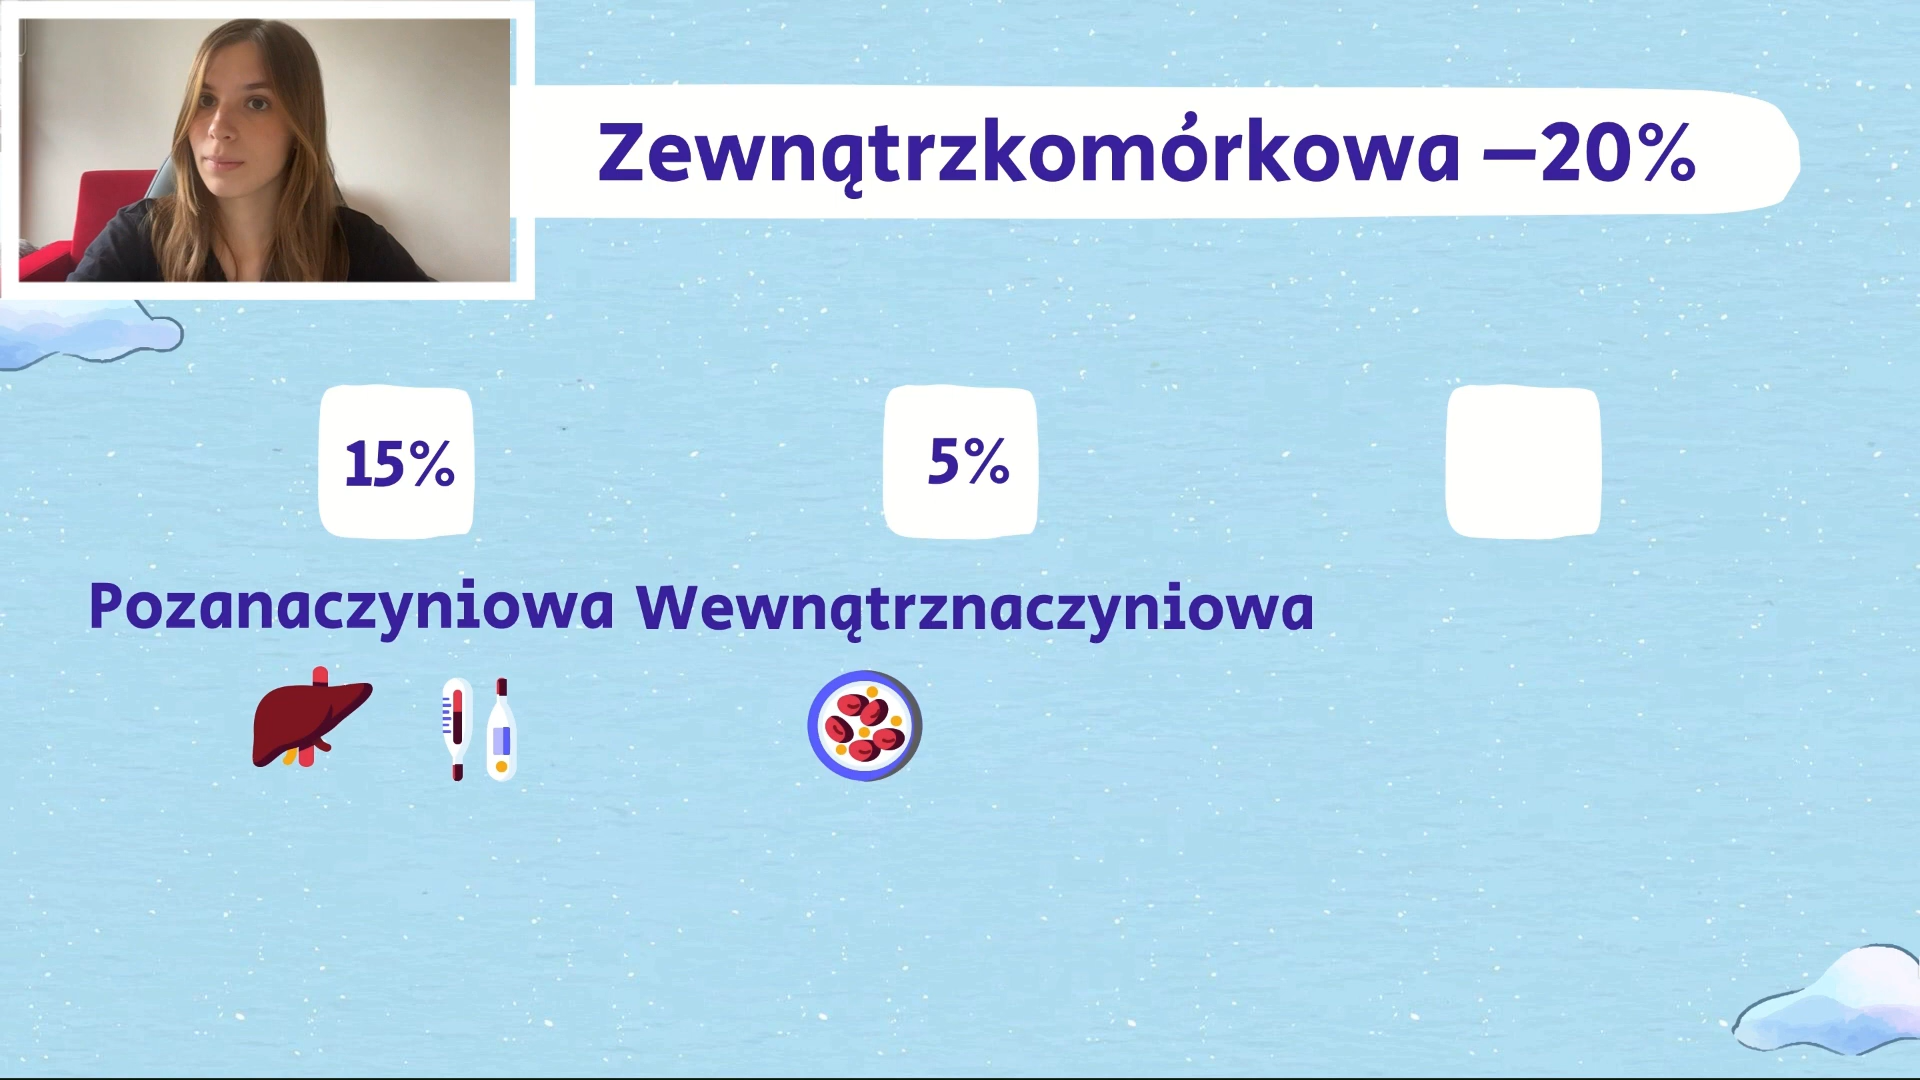 Zewnątrzkomórkowa –20%
15%
5%
Pozanaczyniowa
Wewnątrznaczyniowa